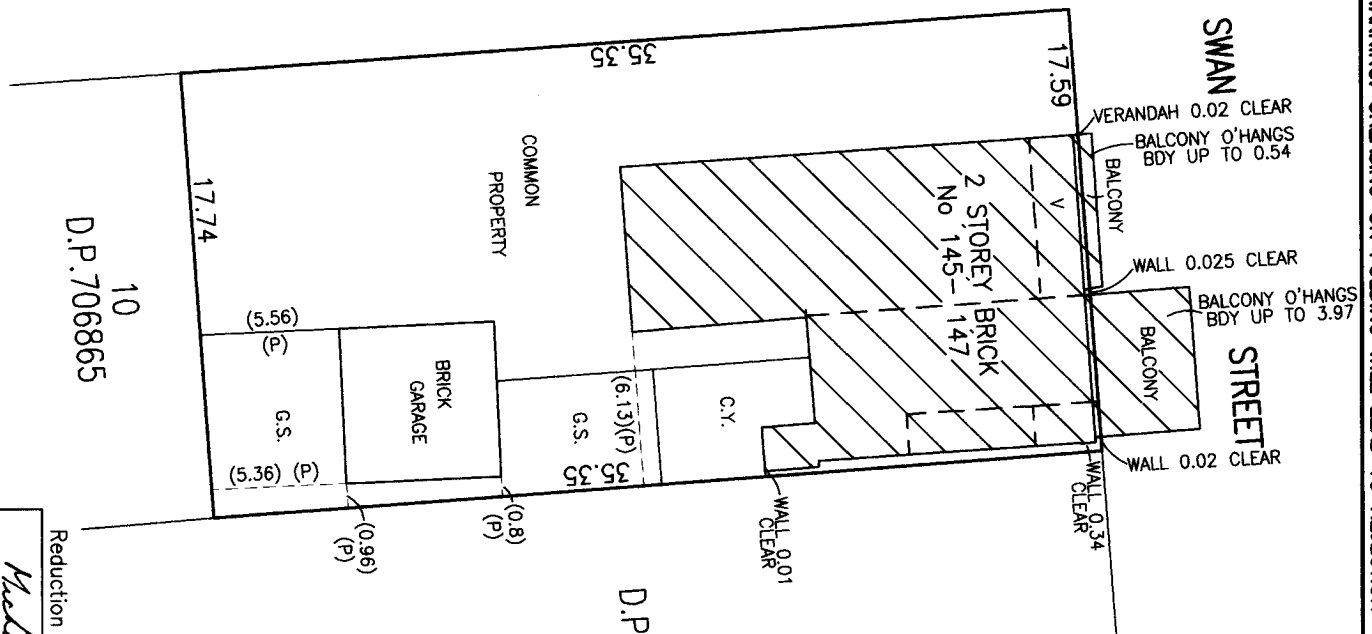 SWAN
STREET
17.59
VERANDAH 0.02 CLEAR
BALCONY O'HANGS
BDY UP TO 0.54
BALCONY
WALL 0.025 CLEAR
BALCONY O'HANGS
BDY UP TO 3.97
BALCONY
WALL 0.02 CLEAR
WALL 0.34
CLEAR
WALL 0.01
CLEAR
35.35
V
2 STOREY BRICK
No 145-147
COMMON
PROPERTY
C.Y.
(6.13)(P)
35.35
G.S.
BRICK
GARAGE
(0.8)
(P)
(0.96)
(P)
(5.56)
(P)
G.S.
(5.36) (P)
17.74
10
D.P.706865
D.P
Reduction